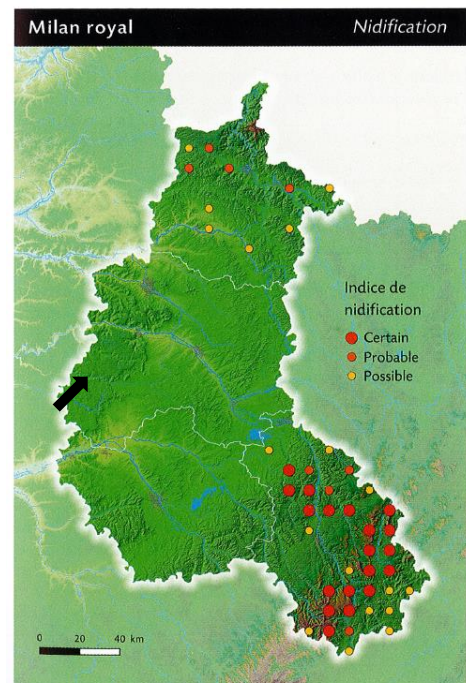 Milan royal Nidification
Indice de
nidification
Certain
Probable
Possible
0 20 40 km